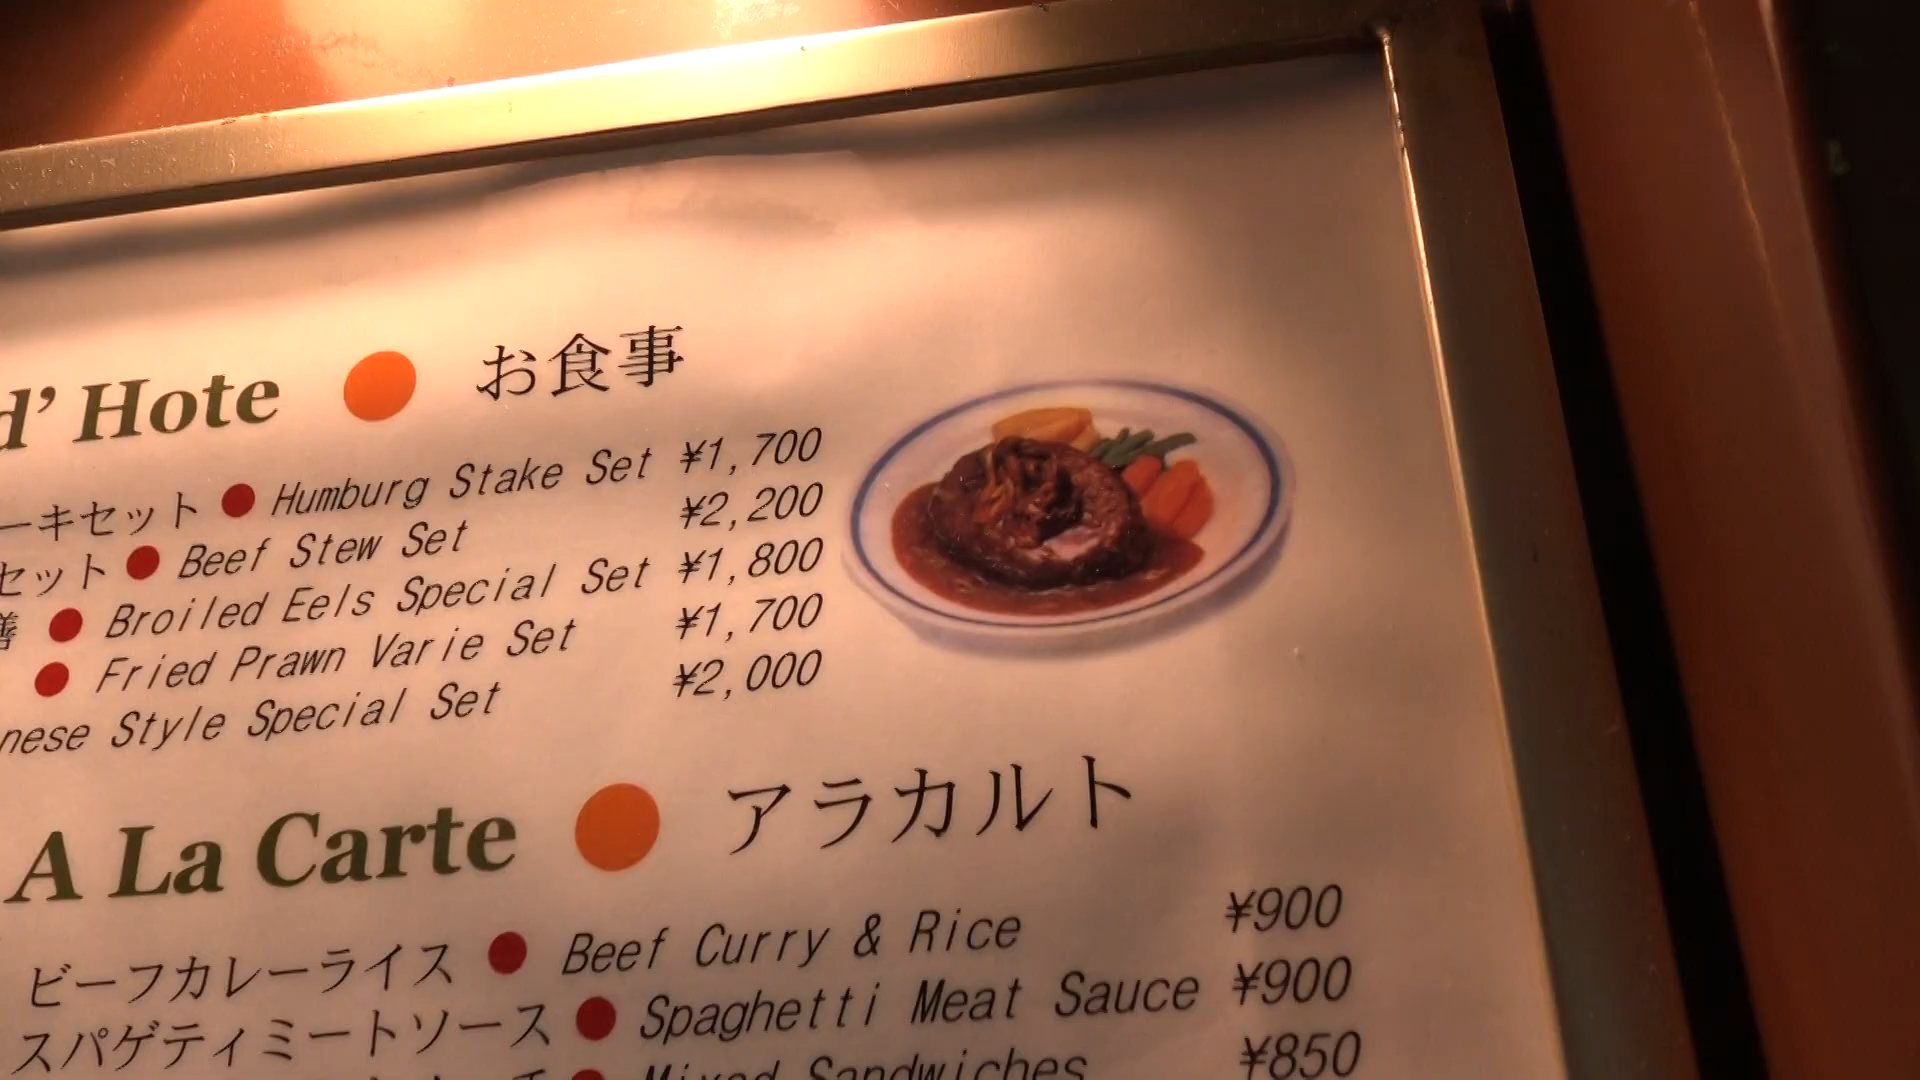 d' Hote ● お食事
ーキセット ● Humburg Stake Set ¥1,700
セット ● Beef Stew Set ¥2,200
膳 ● Broiled Eels Special Set ¥1,800
● Fried Prawn Varie Set ¥1,700
nese Style Special Set ¥2,000
A La Carte ● アラカルト
ビーフカレーライス ● Beef Curry & Rice ¥900
スパゲティミートソース ● Spaghetti Meat Sauce ¥900
Mixed Sandwiches ¥850